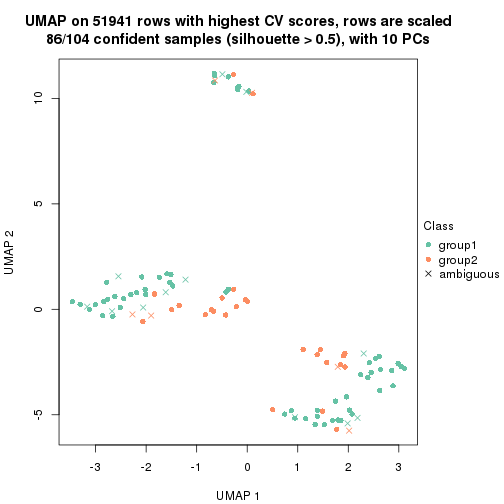 UMAP on 51941 rows with highest CV scores, rows are scaled
86/104 confident samples (silhouette > 0.5), with 10 PCs
10
5
0
-5
UMAP 2
-3
-2
-1
0
1
2
3
UMAP 1
Class
group1
group2
ambiguous